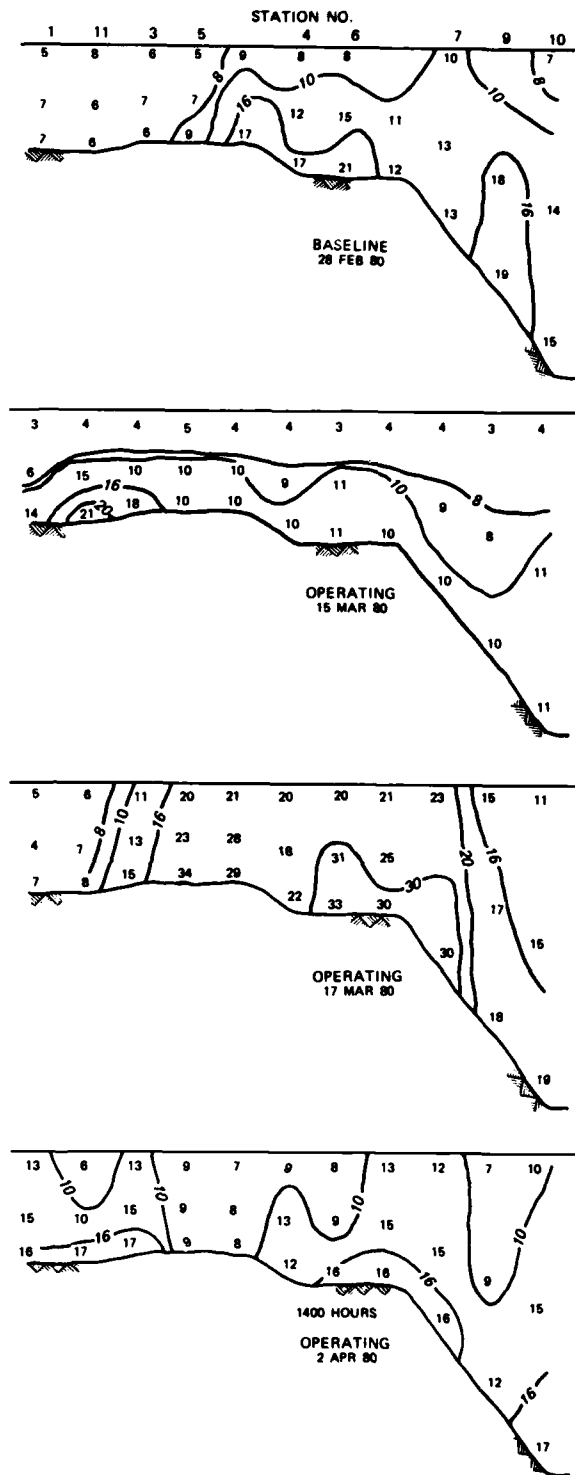 STATION NO.
1 11 3 5 4 6 7 9 10
5 8 6 5 9 8 8 10 7
8 10 10 8
7 6 7 7 16 12 15 11 13
7 6 6 9 17 17 21 12 18 16 14
13
19
15
BASELINE
28 FEB 80
3 4 4 5 4 4 3 4 4 3 4
6 15 10 10 10 9 11 10 9 8
14 16 21 20 18 10 10 10 11 10 8
10 11
10
11
OPERATING
15 MAR 80
5 6 11 20 21 20 20 21 23 15 11
8 10 16
4 7 13 23 28 18 31 25 20 16
7 8 15 34 29 22 33 30 30 17
30 15
18
19
OPERATING
17 MAR 80
13 6 13 9 7 9 8 13 12 7 10
10 10 10 10
15 10 15 9 8 13 9 15 15
16 17 17 9 8 12 16 16 16 9
16 15
12 16
17
1400 HOURS
OPERATING
2 APR 80